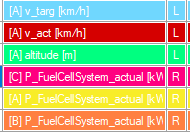 [A] v_targ [km/h] L
[A] v_act [km/h] L
[A] altitude [m] L
[C] P_FuelCellSystem_actual [kW R
[A] P_FuelCellSystem_actual [kW R
[B] P_FuelCellSystem_actual [kW R